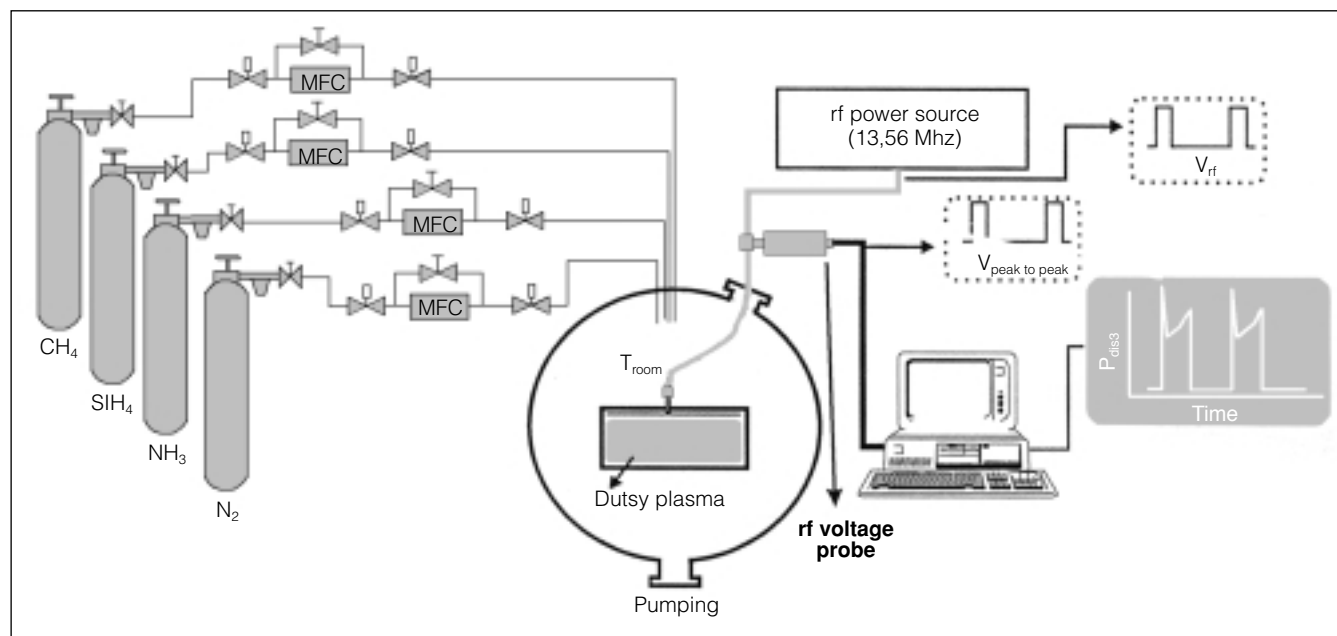 MFC
MFC
MFC
MFC
CH₄
SIH₄
NH₃
N₂
rf power source
(13,56 Mhz)
V_rf
V_peak to peak
T_room
Dutsy plasma
Pumping
rf voltage
probe
P_dis3
Time